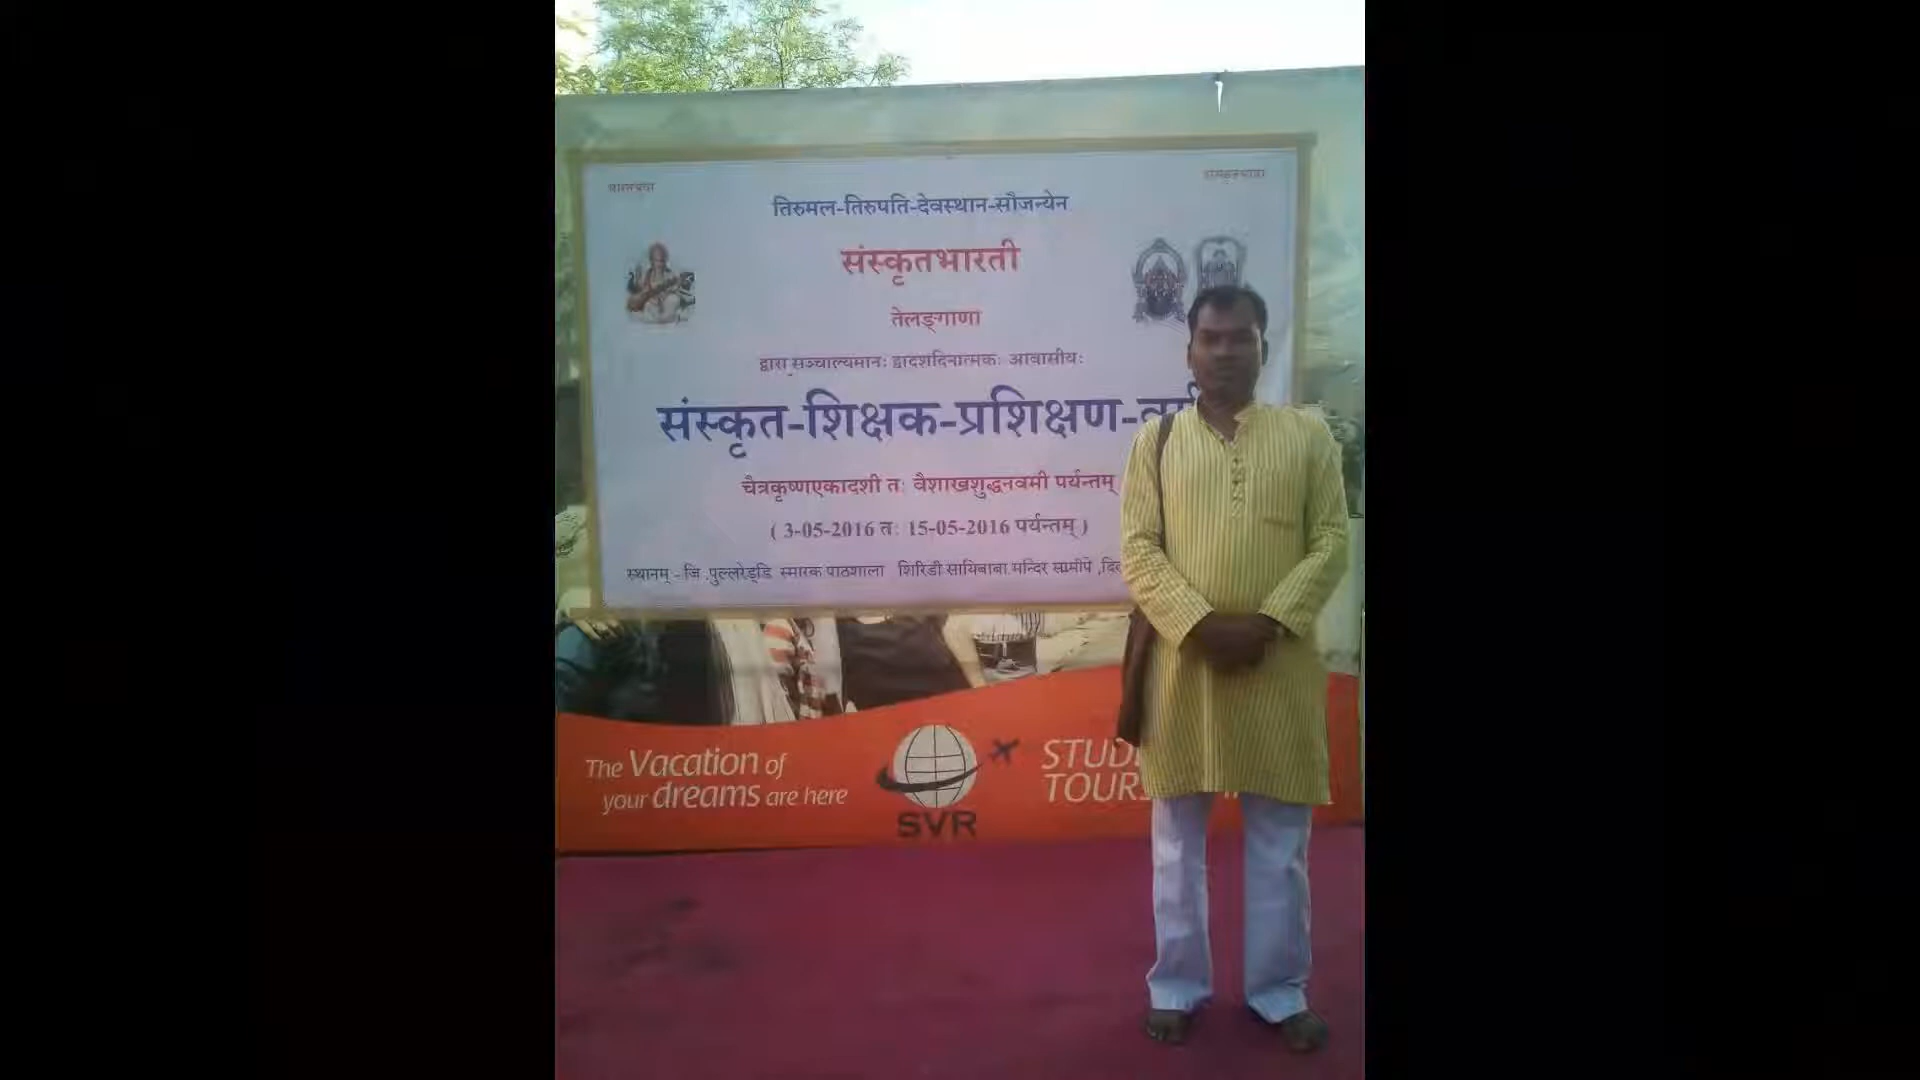 तिरुमल-तिरुपति-देवस्थान-सौजन्येन
संस्कृतभारती
तेलङ्गाणा
द्वारा सञ्चाल्यमानः द्वादशदिनात्मकः आवासीयः
संस्कृत-शिक्षक-प्रशिक्षण-
चैत्रकृष्णएकादशी तः वैशाखशुद्धनवमी पर्यन्तम्
( 3-05-2016 तः 15-05-2016 पर्यन्तम् )
स्थानम् - जि .पुल्लरेड्डि स्मारक पाठशाला शिरिडी सायिबाबा मन्दिर सामीपे ,
The Vacation of
your dreams are here
SVR